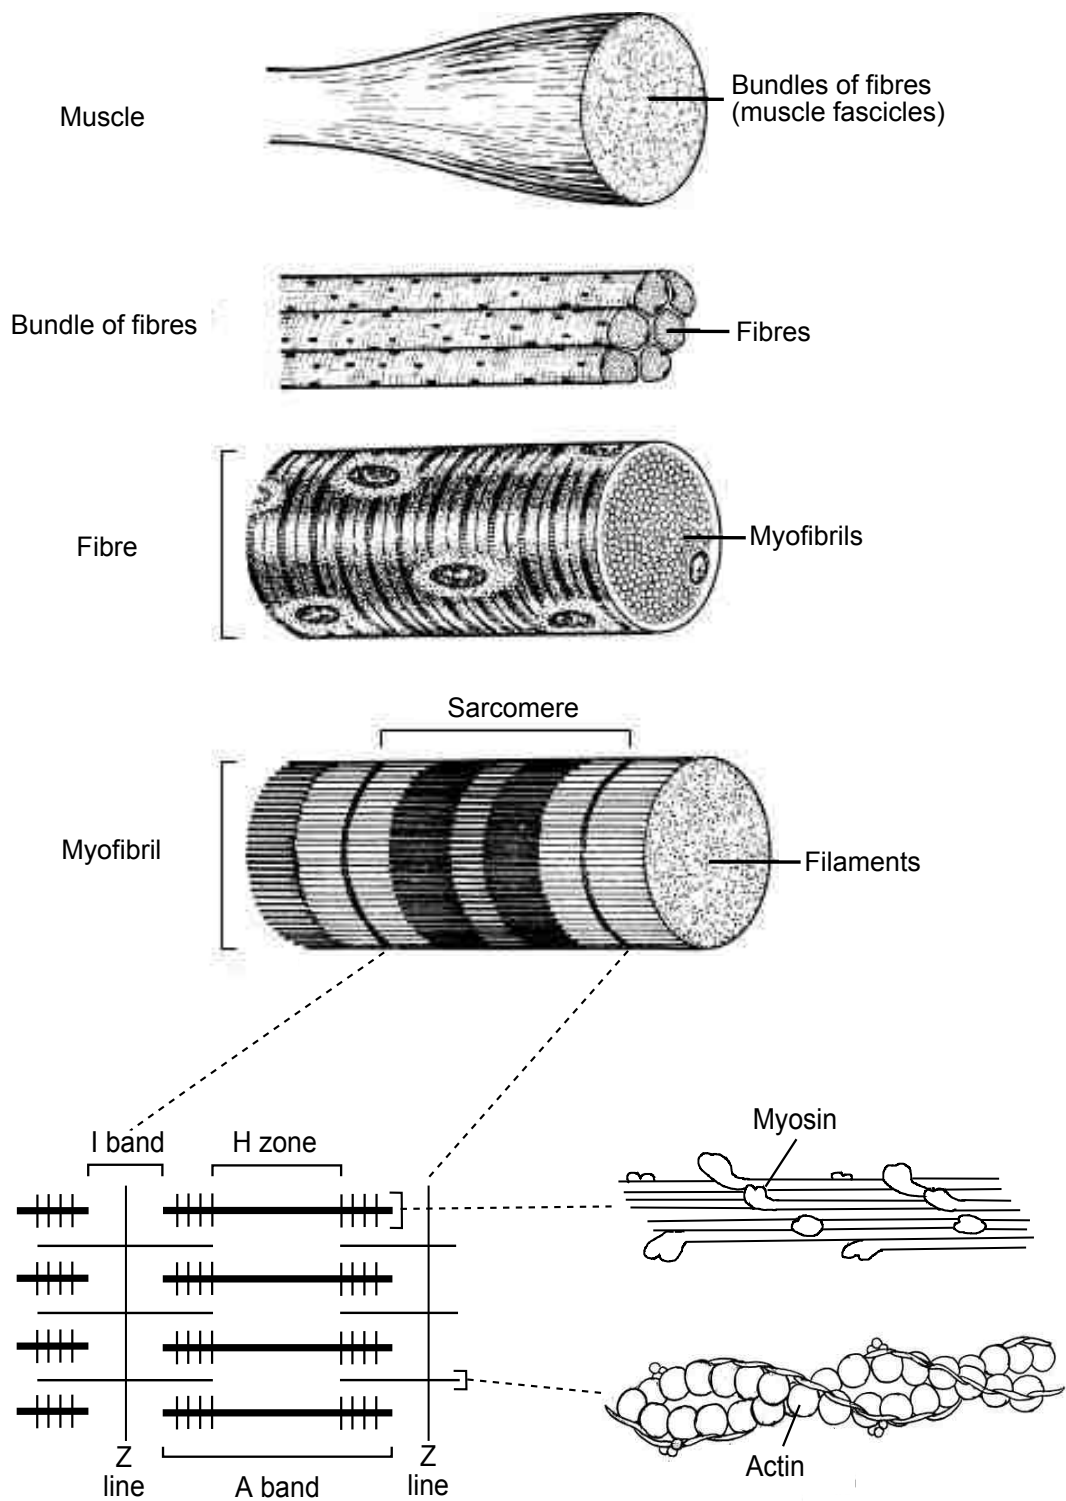 Muscle
Bundles of fibres
(muscle fascicles)
Bundle of fibres
Fibres
Fibre
Myofibrils
Sarcomere
Myofibril
Filaments
I band
H zone
Myosin
Z
line
A band
Z
line
Actin